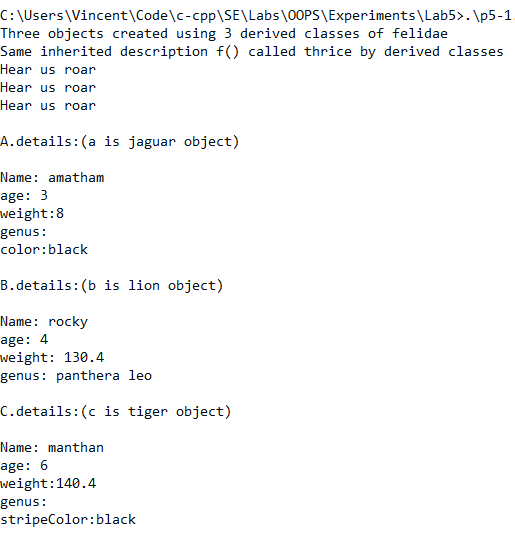 C:\Users\Vincent\Code\c-cpp\SE\Labs\OOPS\Experiments\Lab5>.\p5-1
Three objects created using 3 derived classes of felidae
Same inherited description f() called thrice by derived classes
Hear us roar
Hear us roar
Hear us roar
A.details:(a is jaguar object)
Name: amatham
age: 3
weight:8
genus:
color:black
B.details:(b is lion object)
Name: rocky
age: 4
weight: 130.4
genus: panthera leo
C.details:(c is tiger object)
Name: manthan
age: 6
weight:140.4
genus:
stripeColor:black